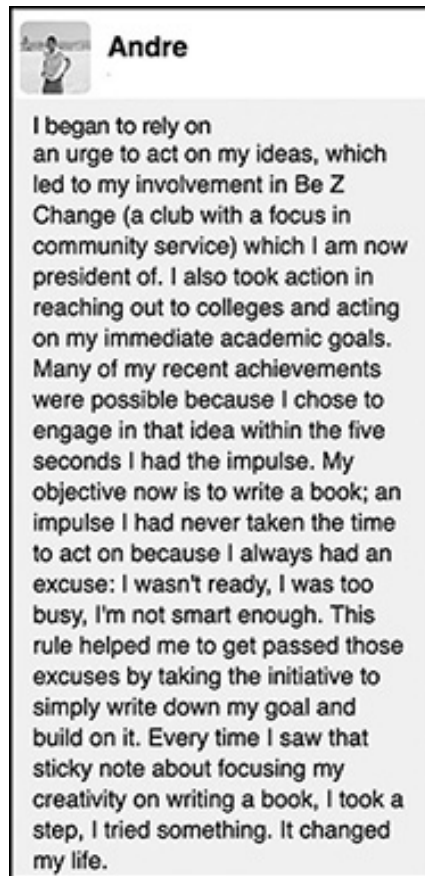 Andre
I began to rely on
an urge to act on my ideas, which
led to my involvement in Be Z
Change (a club with a focus in
community service) which I am now
president of. I also took action in
reaching out to colleges and acting
on my immediate academic goals.
Many of my recent achievements
were possible because I chose to
engage in that idea within the five
seconds I had the impulse. My
objective now is to write a book; an
impulse I had never taken the time
to act on because I always had an
excuse: I wasn't ready, I was too
busy, I'm not smart enough. This
rule helped me to get passed those
excuses by taking the initiative to
simply write down my goal and
build on it. Every time I saw that
sticky note about focusing my
creativity on writing a book, I took a
step, I tried something. It changed
my life.